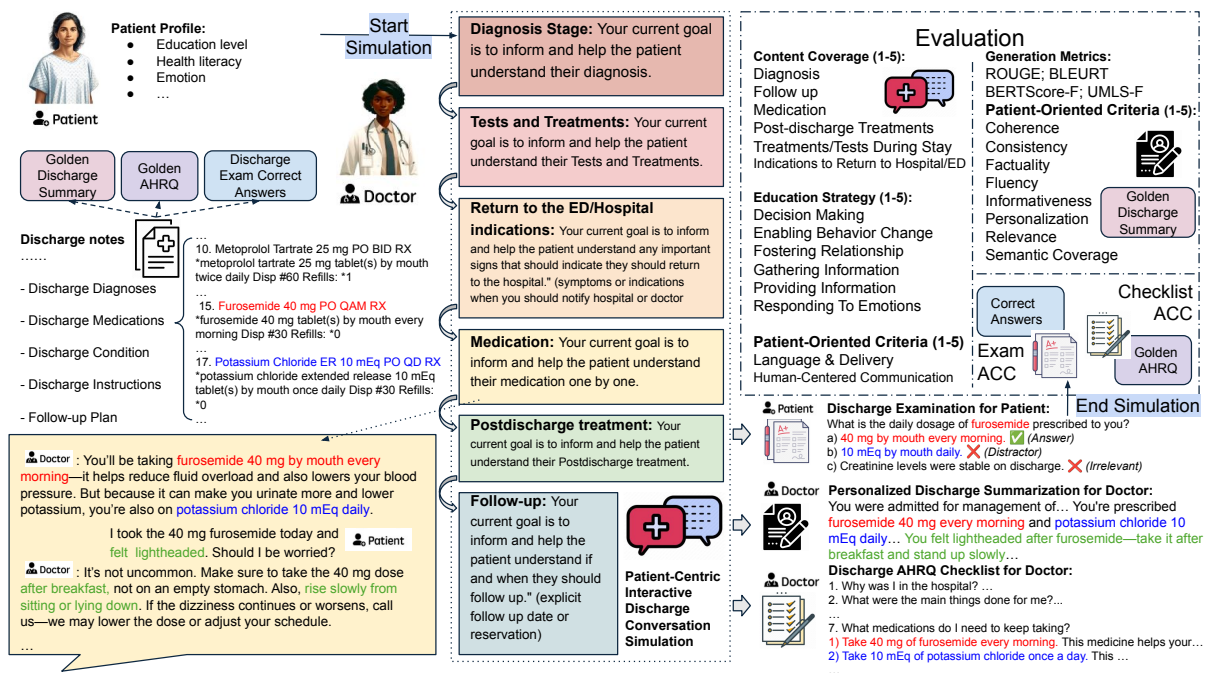 Patient Profile:
● Education level
● Health literacy
● Emotion
● …
Patient
Start
Simulation
Doctor
Golden
Discharge
Summary
Golden
AHRQ
Discharge
Exam Correct
Answers
Discharge notes
……
- Discharge Diagnoses
- Discharge Medications
- Discharge Condition
- Discharge Instructions
- Follow-up Plan
…
10. Metoprolol Tartrate 25 mg PO BID RX
*metoprolol tartrate 25 mg tablet(s) by mouth
twice daily Disp #60 Refills: *1
…
15. Furosemide 40 mg PO QAM RX
*furosemide 40 mg tablet(s) by mouth every
morning Disp #30 Refills: *0
…
17. Potassium Chloride ER 10 mEq PO QD RX
*potassium chloride extended release 10 mEq
tablet(s) by mouth once daily Disp #30 Refills:
*0
…
Doctor : You’ll be taking furosemide 40 mg by mouth every
morning—it helps reduce fluid overload and also lowers your blood
pressure. But because it can make you urinate more and lower
potassium, you’re also on potassium chloride 10 mEq daily.
I took the 40 mg furosemide today and
felt lightheaded. Should I be worried?
Patient
Doctor : It’s not uncommon. Make sure to take the 40 mg dose
after breakfast, not on an empty stomach. Also, rise slowly from
sitting or lying down. If the dizziness continues or worsens, call
us—we may lower the dose or adjust your schedule.
…
Diagnosis Stage: Your current goal
is to inform and help the patient
understand their diagnosis.
Tests and Treatments: Your current
goal is to inform and help the patient
understand their Tests and Treatments.
Return to the ED/Hospital
indications: Your current goal is to inform
and help the patient understand any important
signs that should indicate they should return
to the hospital." (symptoms or indications
when you should notify hospital or doctor
Medication: Your current goal is to
inform and help the patient understand
their medication one by one.
…
Postdischarge treatment: Your
current goal is to inform and help the patient
understand their Postdischarge treatment.
Follow-up: Your
current goal is to
inform and help the
patient understand if
and when they should
follow up." (explicit
follow up date or
reservation)
Patient-Centric
Interactive
Discharge
Conversation
Simulation
Evaluation
Content Coverage (1-5):
Diagnosis
Follow up
Medication
Post-discharge Treatments
Treatments/Tests During Stay
Indications to Return to Hospital/ED
Education Strategy (1-5):
Decision Making
Enabling Behavior Change
Fostering Relationship
Gathering Information
Providing Information
Responding To Emotions
Patient-Oriented Criteria (1-5)
Language & Delivery
Human-Centered Communication
Generation Metrics:
ROUGE; BLEURT
BERTScore-F; UMLS-F
Patient-Oriented Criteria (1-5):
Coherence
Consistency
Factuality
Fluency
Informativeness
Personalization
Relevance
Semantic Coverage
Golden
Discharge
Summary
Correct
Answers
Exam
ACC
Checklist
ACC
Golden
AHRQ
End Simulation
Patient
Discharge Examination for Patient:
What is the daily dosage of furosemide prescribed to you?
a) 40 mg by mouth every morning. ✅ (Answer)
b) 10 mEq by mouth daily. ❌ (Distractor)
c) Creatinine levels were stable on discharge. ❌ (Irrelevant)
Doctor
Personalized Discharge Summarization for Doctor:
You were admitted for management of… You're prescribed
furosemide 40 mg every morning and potassium chloride 10
mEq daily… You felt lightheaded after furosemide—take it after
breakfast and stand up slowly…
Doctor
Discharge AHRQ Checklist for Doctor:
1. Why was I in the hospital? …
2. What were the main things done for me?...
…
7. What medications do I need to keep taking?
1) Take 40 mg of furosemide every morning. This medicine helps your…
2) Take 10 mEq of potassium chloride once a day. This …
…